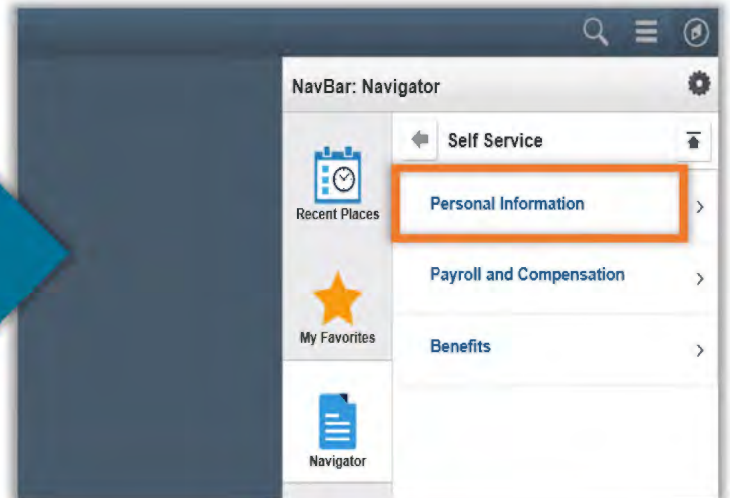 NavBar: Navigator
Self Service
Recent Places
Personal Information
Payroll and Compensation
My Favorites
Benefits
Navigator